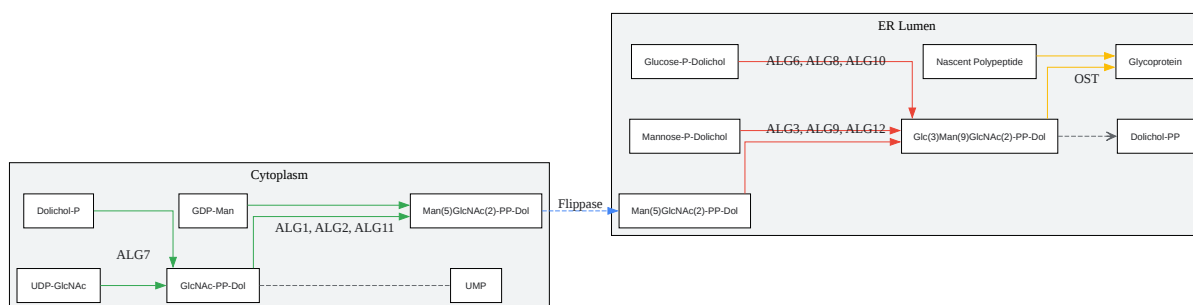 ER Lumen
Glucose-P-Dolichol
ALG6, ALG8, ALG10
Nascent Polypeptide
Glycoprotein
OST
Mannose-P-Dolichol
ALG3, ALG9, ALG12
Glc(3)Man(9)GlcNAc(2)-PP-Dol
Dolichol-PP
Man(5)GlcNAc(2)-PP-Dol
Flippase
Cytoplasm
Dolichol-P
GDP-Man
Man(5)GlcNAc(2)-PP-Dol
ALG1, ALG2, ALG11
ALG7
UDP-GlcNAc
GlcNAc-PP-Dol
UMP